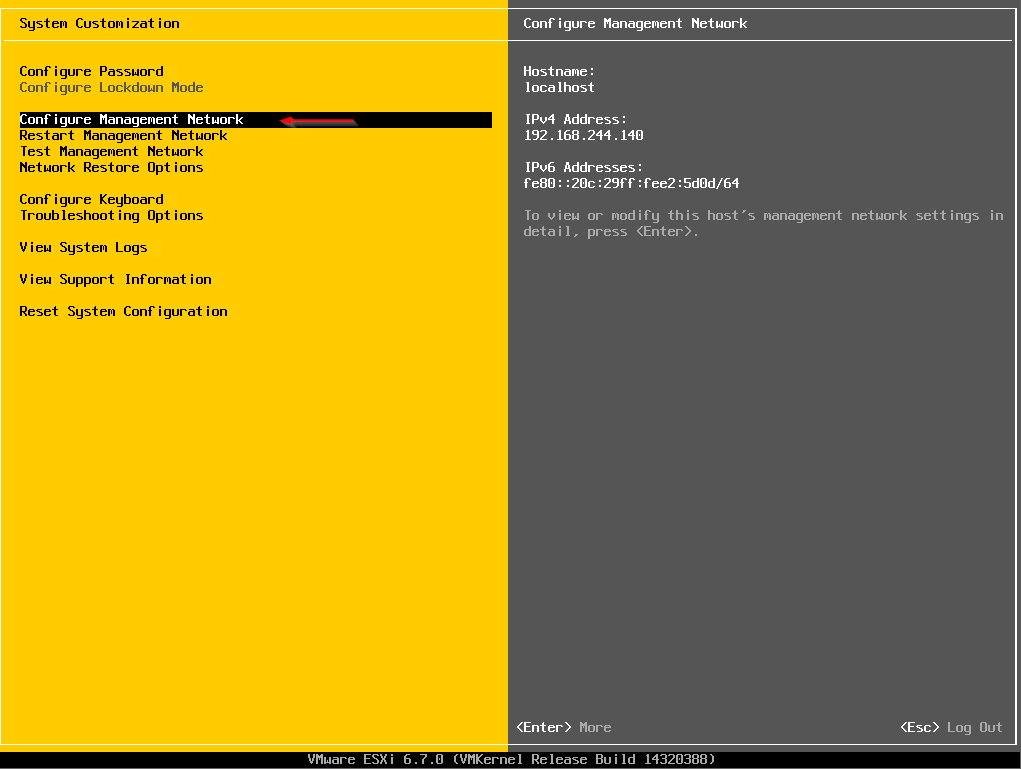 System Customization
Configure Password
Configure Lockdown Mode
Configure Management Network
Restart Management Network
Test Management Network
Network Restore Options
Configure Keyboard
Troubleshooting Options
View System Logs
View Support Information
Reset System Configuration
Configure Management Network
Hostname:
localhost
IPv4 Address:
192.168.244.140
IPv6 Addresses:
fe80::20c:29ff:fee2:5d0d/64
To view or modify this host's management network settings in
detail, press <Enter>.
<Enter> More
<Esc> Log Out
VMware ESXi 6.7.0 (VMKernel Release Build 14320388)